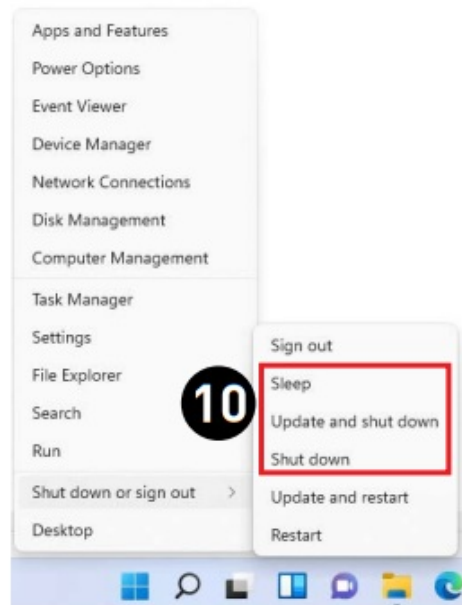 Apps and Features
Power Options
Event Viewer
Device Manager
Network Connections
Disk Management
Computer Management
Task Manager
Settings
File Explorer
Search
Run
Shut down or sign out
Desktop
10
Sign out
Sleep
Update and shut down
Shut down
Update and restart
Restart